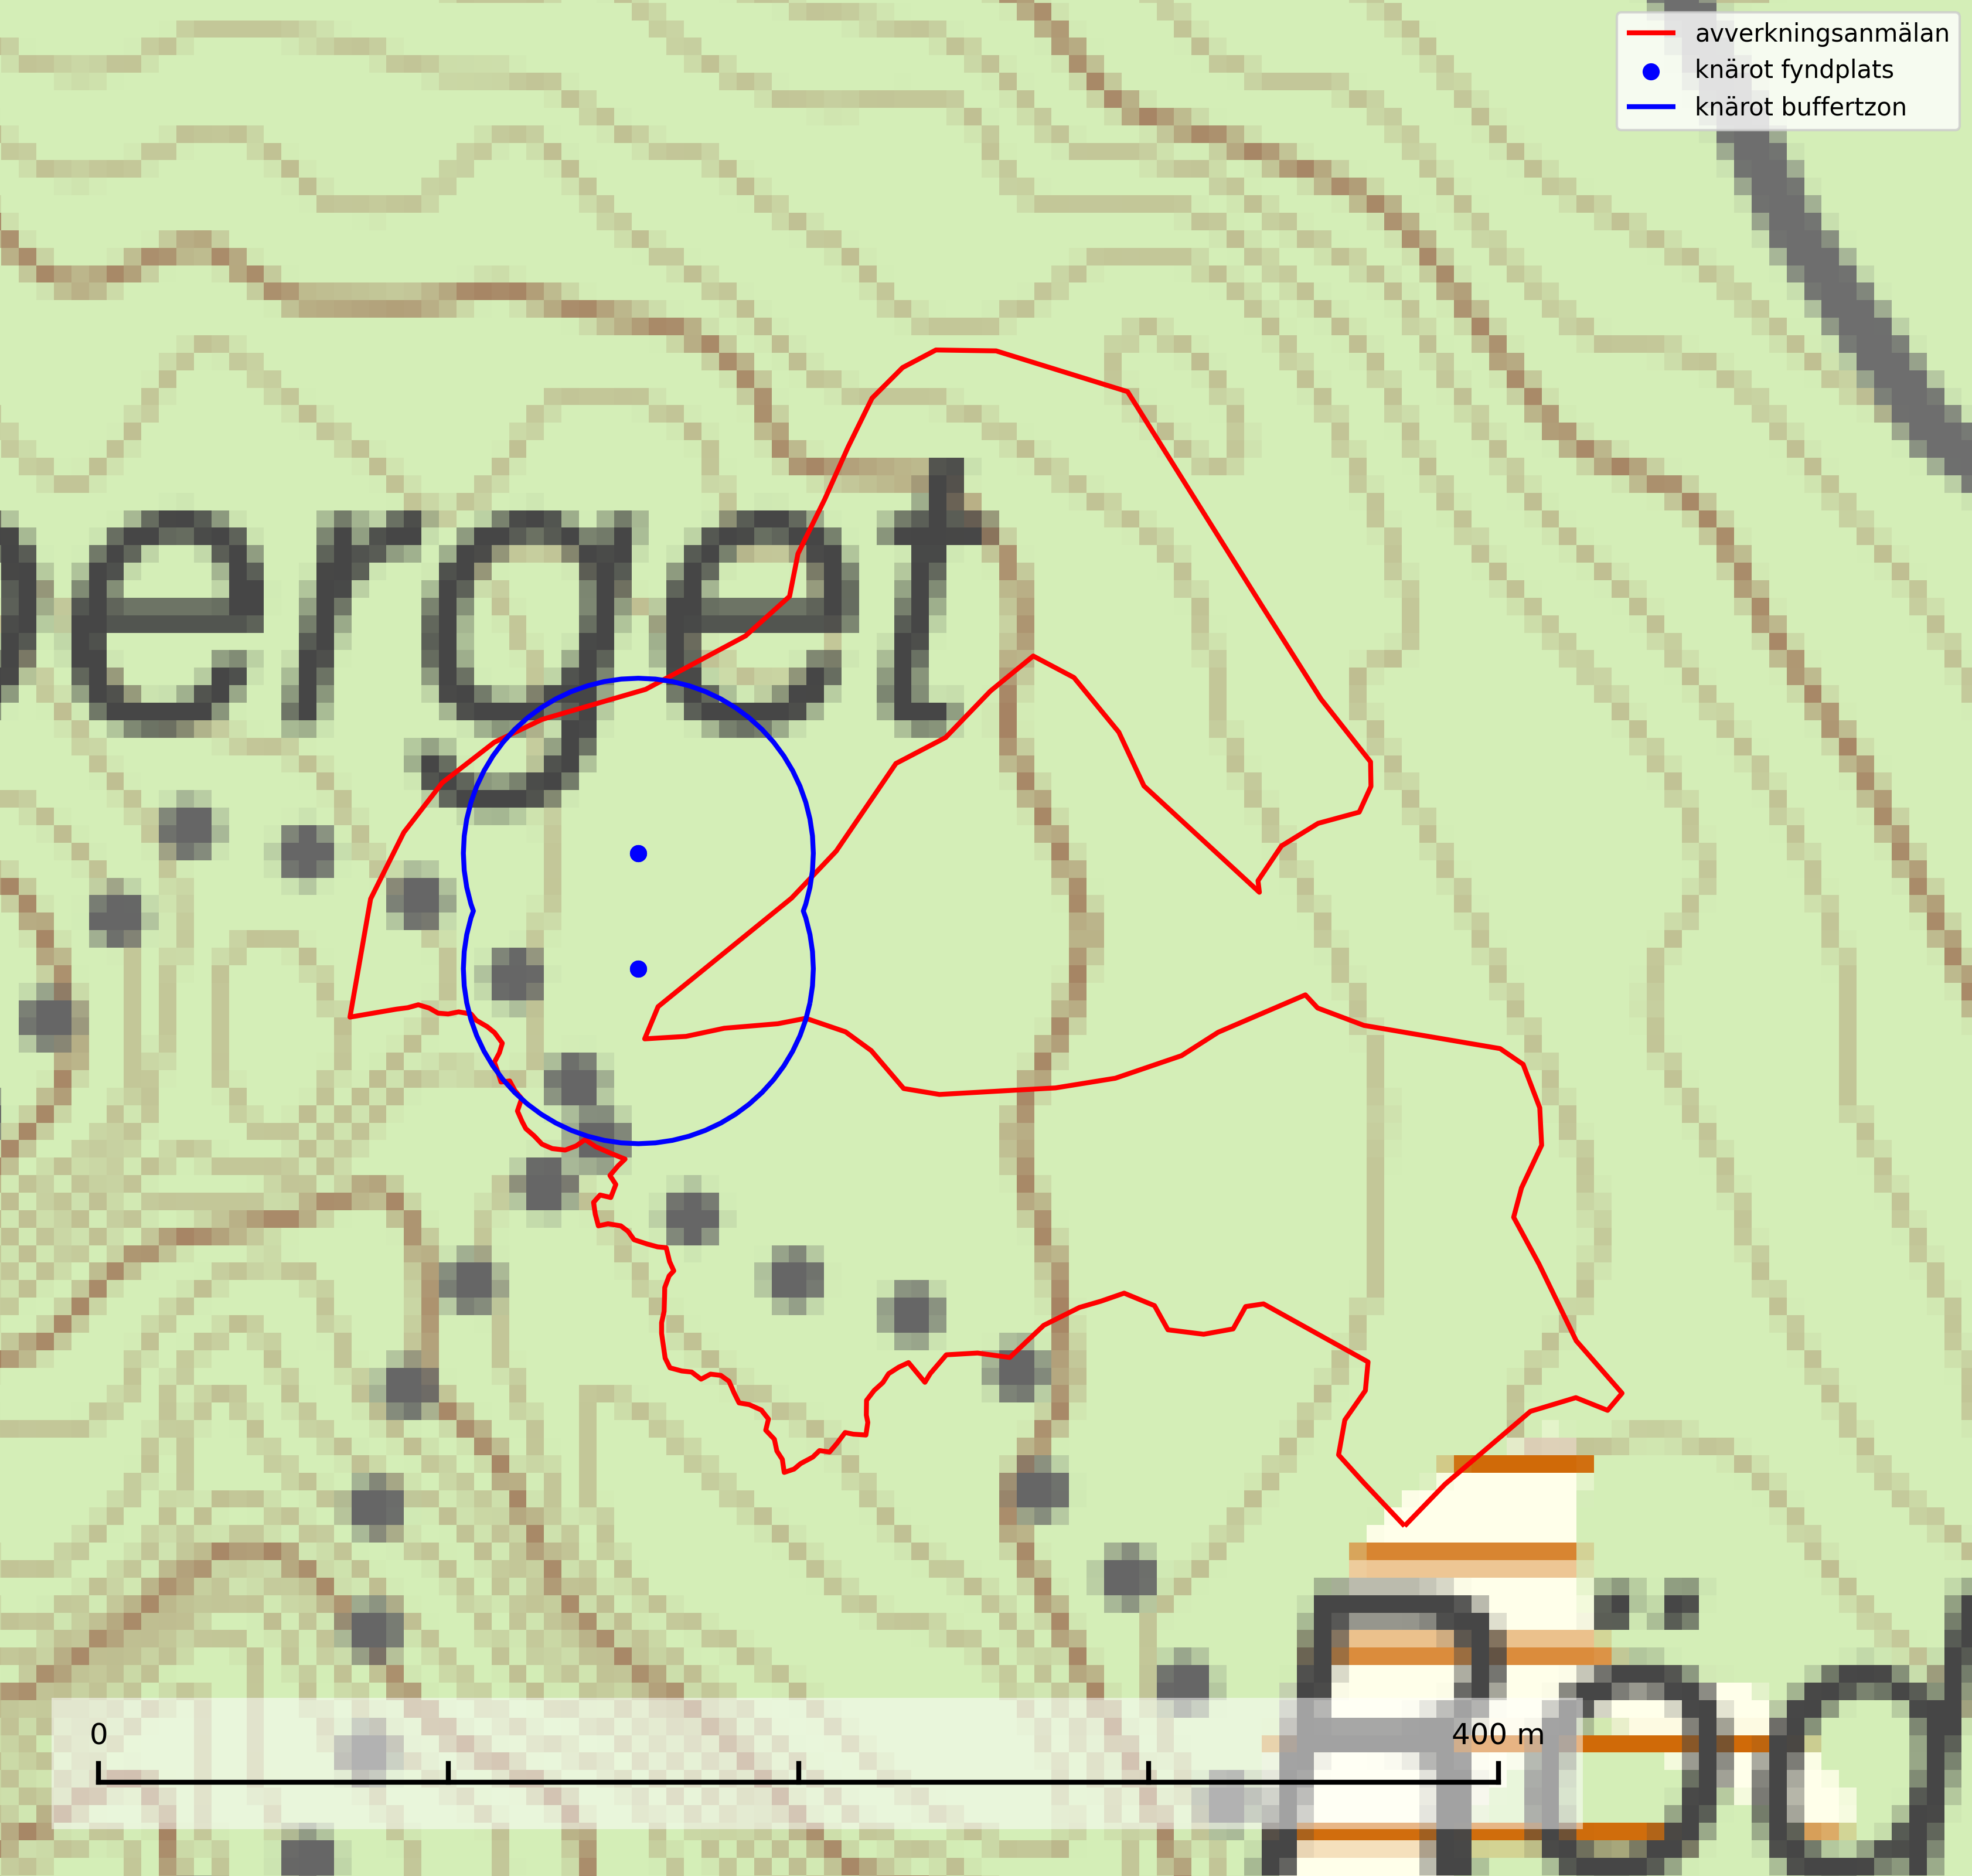 avverkningsanmälan
knärot fyndplats
knärot buffertzon
erget
0
400 m